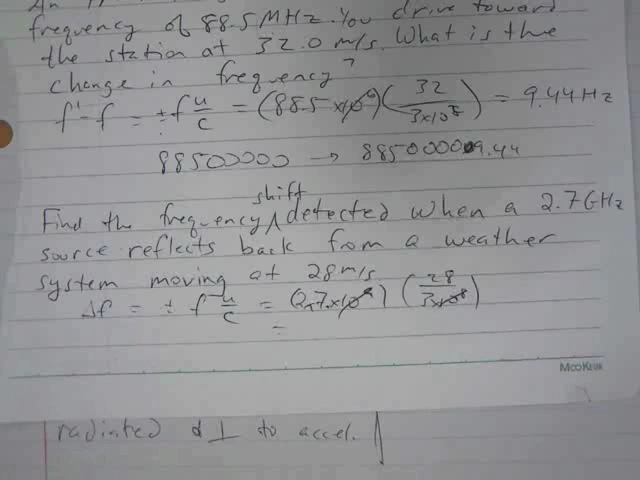 An
frequency of 88.5 MHz. You drive toward
the station at 32.0 m/s. What is the
change in frequency?
f' - f = ± f u/c = (88.5 × 10⁶)(32/3×10⁸) = 9.44 Hz
88500000 → 88500009.44
shift
Find the frequency ∧ detected when a 2.7 GHz
source reflects back from a weather
system moving at 28 m/s
Δf = ± f u/c = (2.7×10⁹)(28/3×10⁸)
=
MooKerr
radiated d ⊥ to accel.